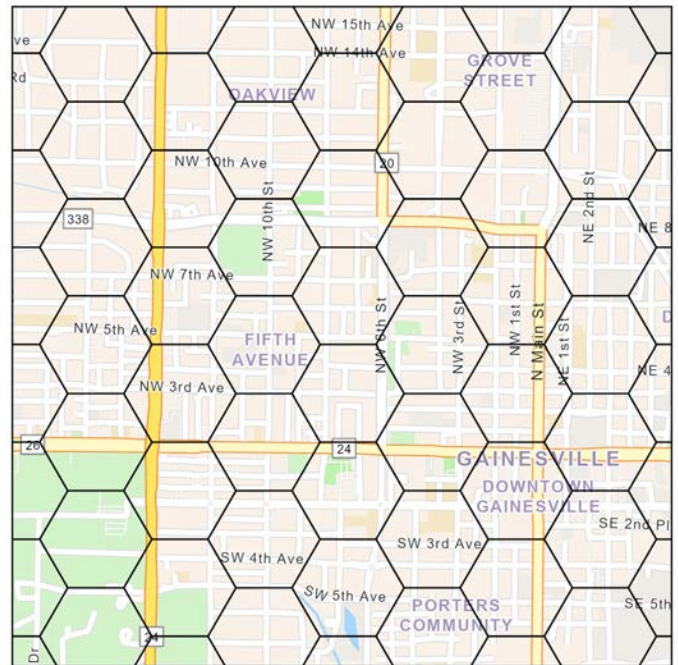 NW 15th Ave
ve
NW 14th Ave
GROVE
STREET
Rd
OAKVIEW
NW 10th Ave
20
NW 10th St
NE 2nd St
338
NE 8
NW 7th Ave
NW 5th Ave
NW 6th St
NW 3rd St
NW 1st St
N Main St
NE 1st St
D
FIFTH
AVENUE
NE 4
NW 3rd Ave
26
24
GAINESVILLE
DOWNTOWN
GAINESVILLE
SE 2nd Pl
SW 4th Ave
SW 3rd Ave
SW 5th Ave
PORTERS
COMMUNITY
SE 5th
24
Dr